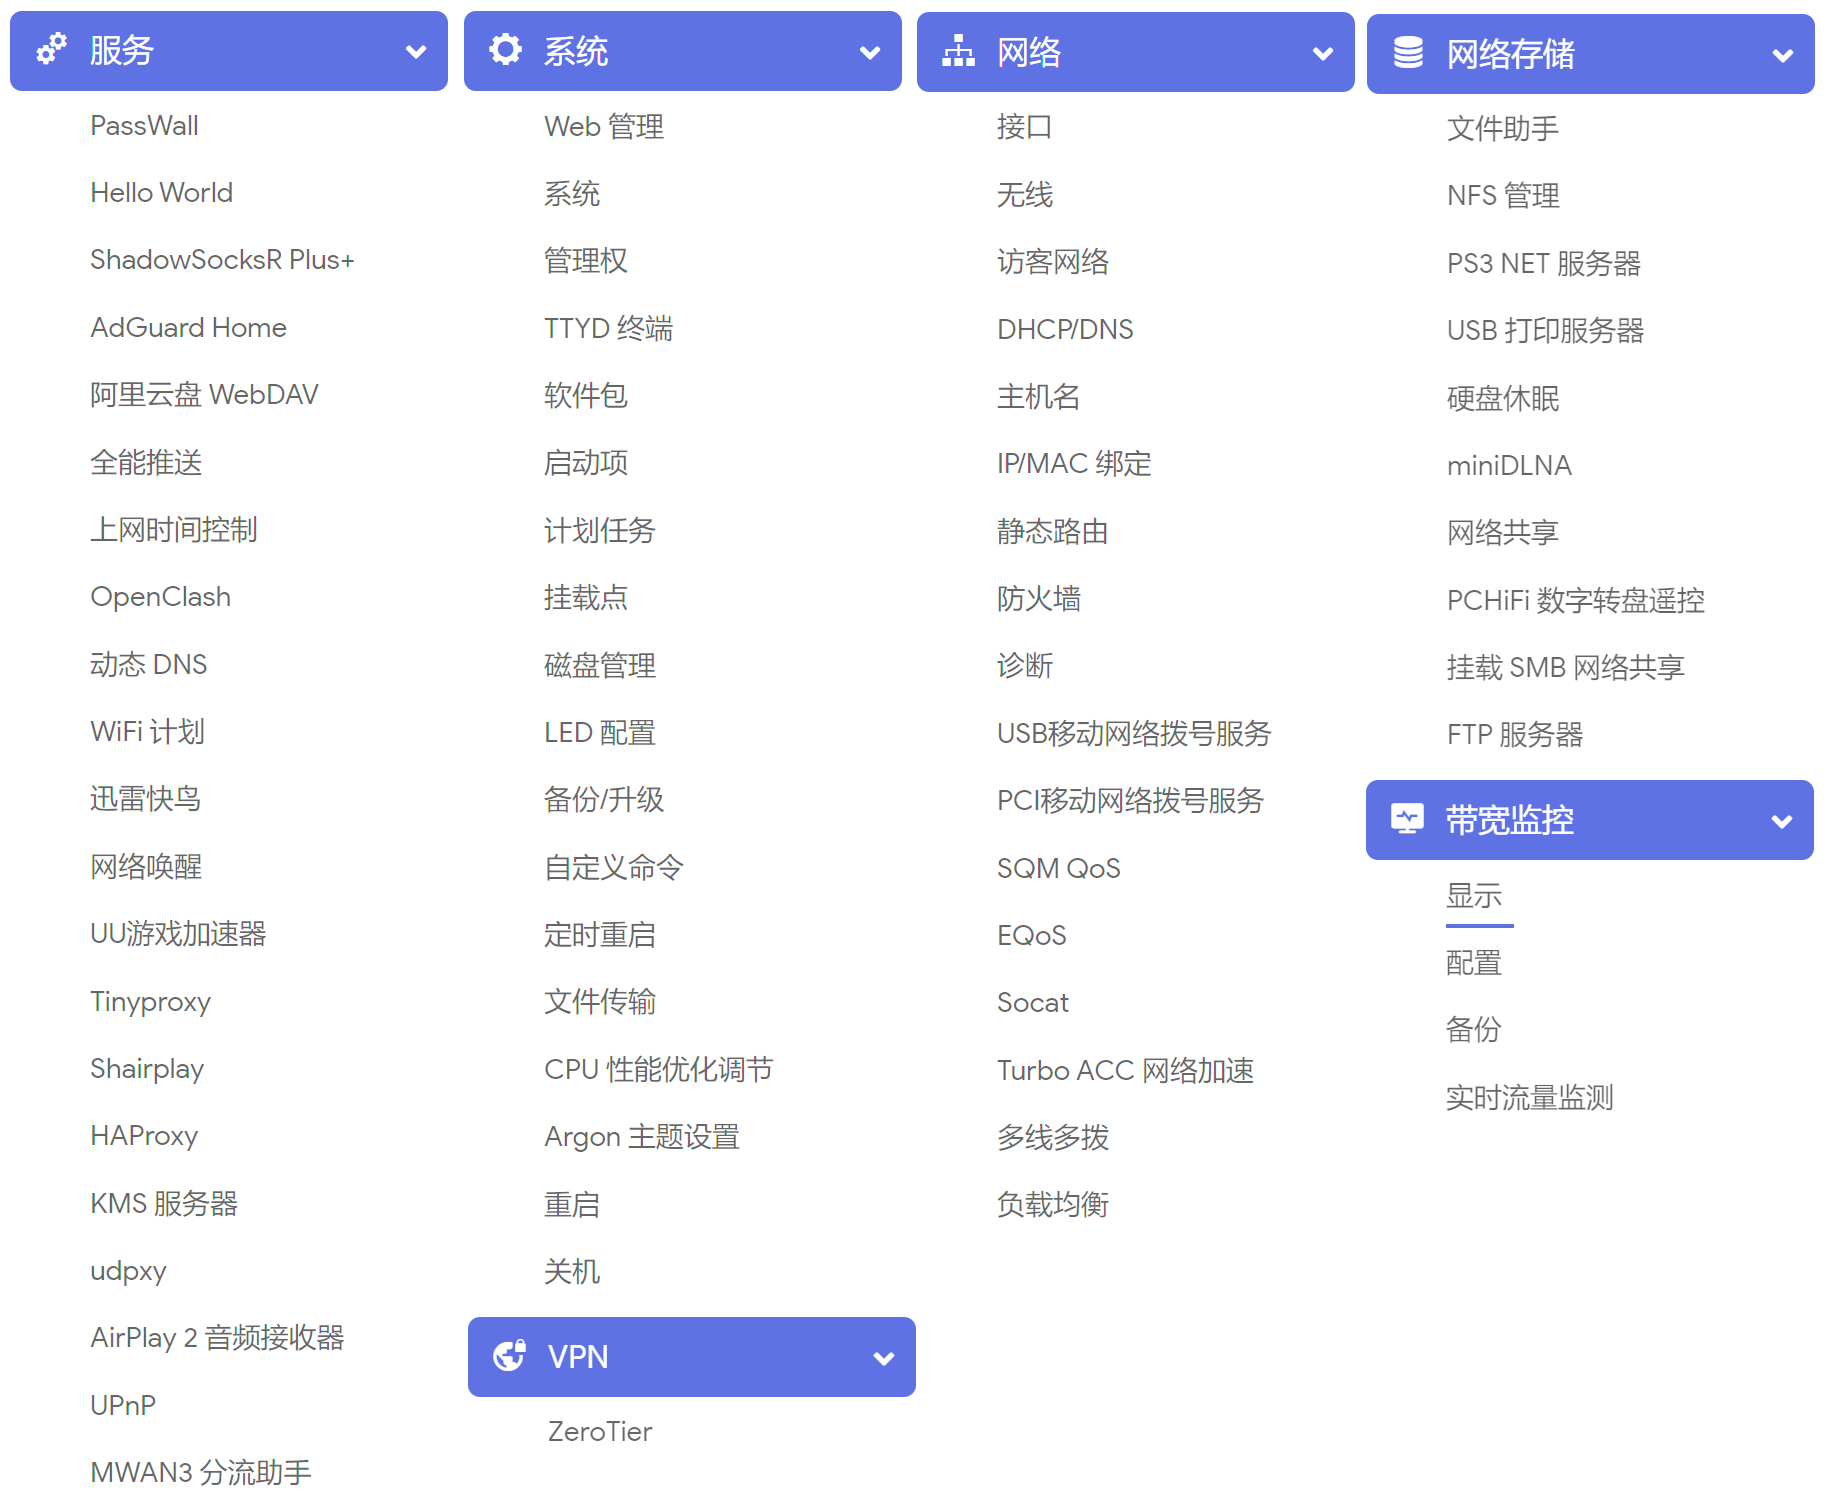 服务
PassWall
Hello World
ShadowSocksR Plus+
AdGuard Home
阿里云盘 WebDAV
全能推送
上网时间控制
OpenClash
动态 DNS
WiFi 计划
迅雷快鸟
网络唤醒
UU游戏加速器
Tinyproxy
Shairplay
HAProxy
KMS 服务器
udpxy
AirPlay 2 音频接收器
UPnP
MWAN3 分流助手
系统
Web 管理
系统
管理权
TTYD 终端
软件包
启动项
计划任务
挂载点
磁盘管理
LED 配置
备份/升级
自定义命令
定时重启
文件传输
CPU 性能优化调节
Argon 主题设置
重启
关机
VPN
ZeroTier
网络
接口
无线
访客网络
DHCP/DNS
主机名
IP/MAC 绑定
静态路由
防火墙
诊断
USB移动网络拨号服务
PCI移动网络拨号服务
SQM QoS
EQoS
Socat
Turbo ACC 网络加速
多线多拨
负载均衡
网络存储
文件助手
NFS 管理
PS3 NET 服务器
USB 打印服务器
硬盘休眠
miniDLNA
网络共享
PCHiFi 数字转盘遥控
挂载 SMB 网络共享
FTP 服务器
带宽监控
显示
配置
备份
实时流量监测